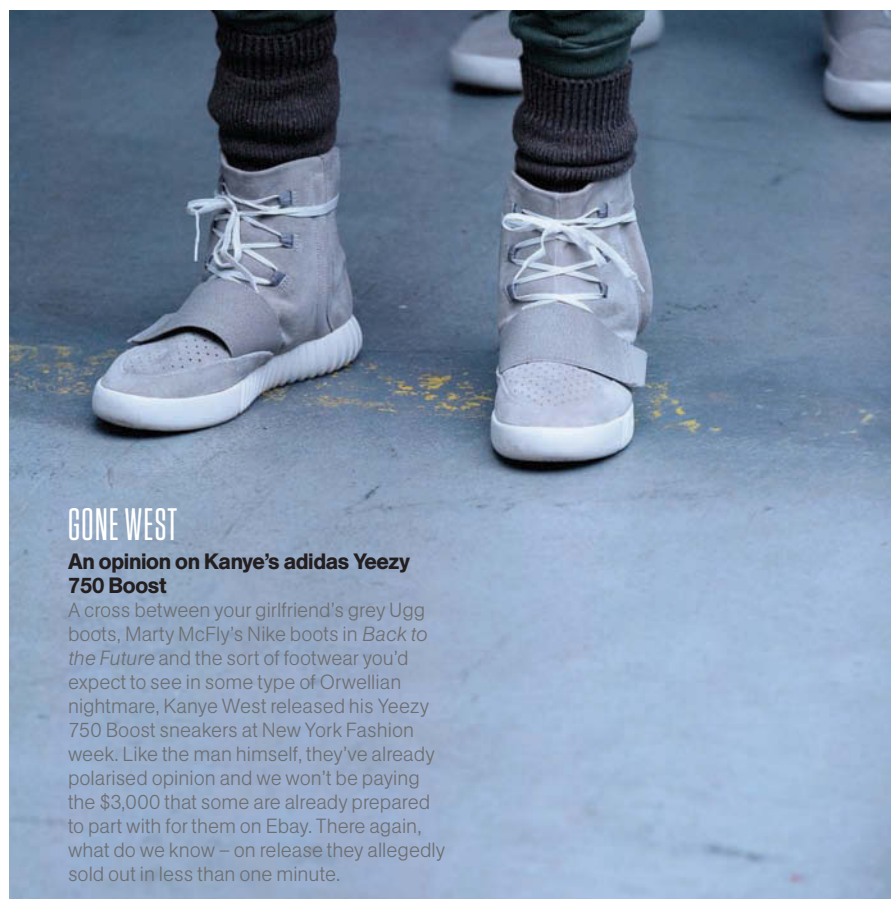 GONE WEST
An opinion on Kanye’s adidas Yeezy
750 Boost
A cross between your girlfriend’s grey Ugg
boots, Marty McFly’s Nike boots in Back to
the Future and the sort of footwear you’d
expect to see in some type of Orwellian
nightmare, Kanye West released his Yeezy
750 Boost sneakers at New York Fashion
week. Like the man himself, they’ve already
polarised opinion and we won’t be paying
the $3,000 that some are already prepared
to part with for them on Ebay. There again,
what do we know – on release they allegedly
sold out in less than one minute.